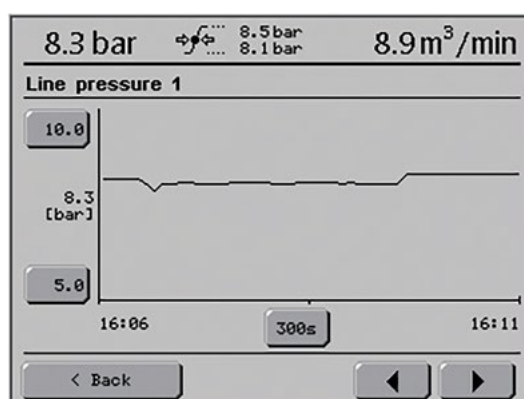 8.3 bar
8.5 bar
8.1 bar
8.9 m³/min
Line pressure 1
10.0
8.3
[bar]
5.0
16:06
300s
16:11
< Back